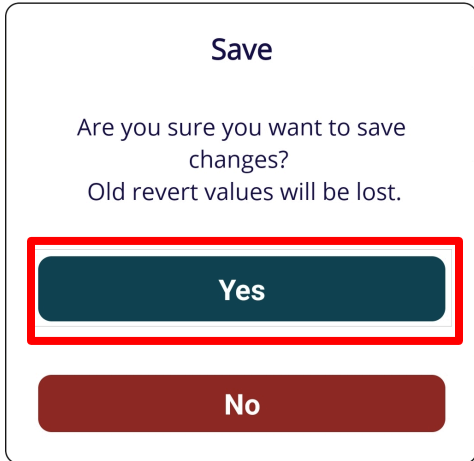 Save
Are you sure you want to save
changes?
Old revert values will be lost.
Yes
No